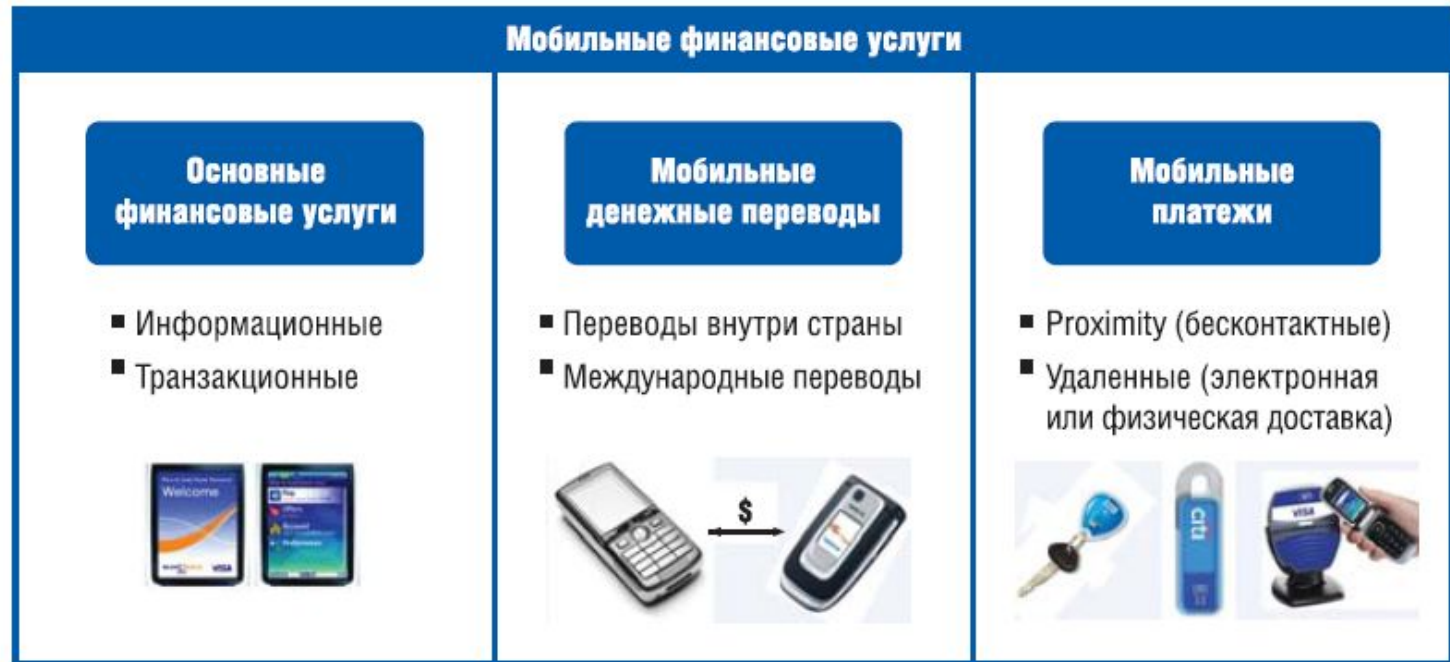 Мобильные финансовые услуги
Основные
финансовые услуги
▪ Информационные
▪ Транзакционные
Welcome
VISA
Мобильные
денежные переводы
▪ Переводы внутри страны
▪ Международные переводы
$
Мобильные
платежи
▪ Proximity (бесконтактные)
▪ Удаленные (электронная
или физическая доставка)
citi
VISA